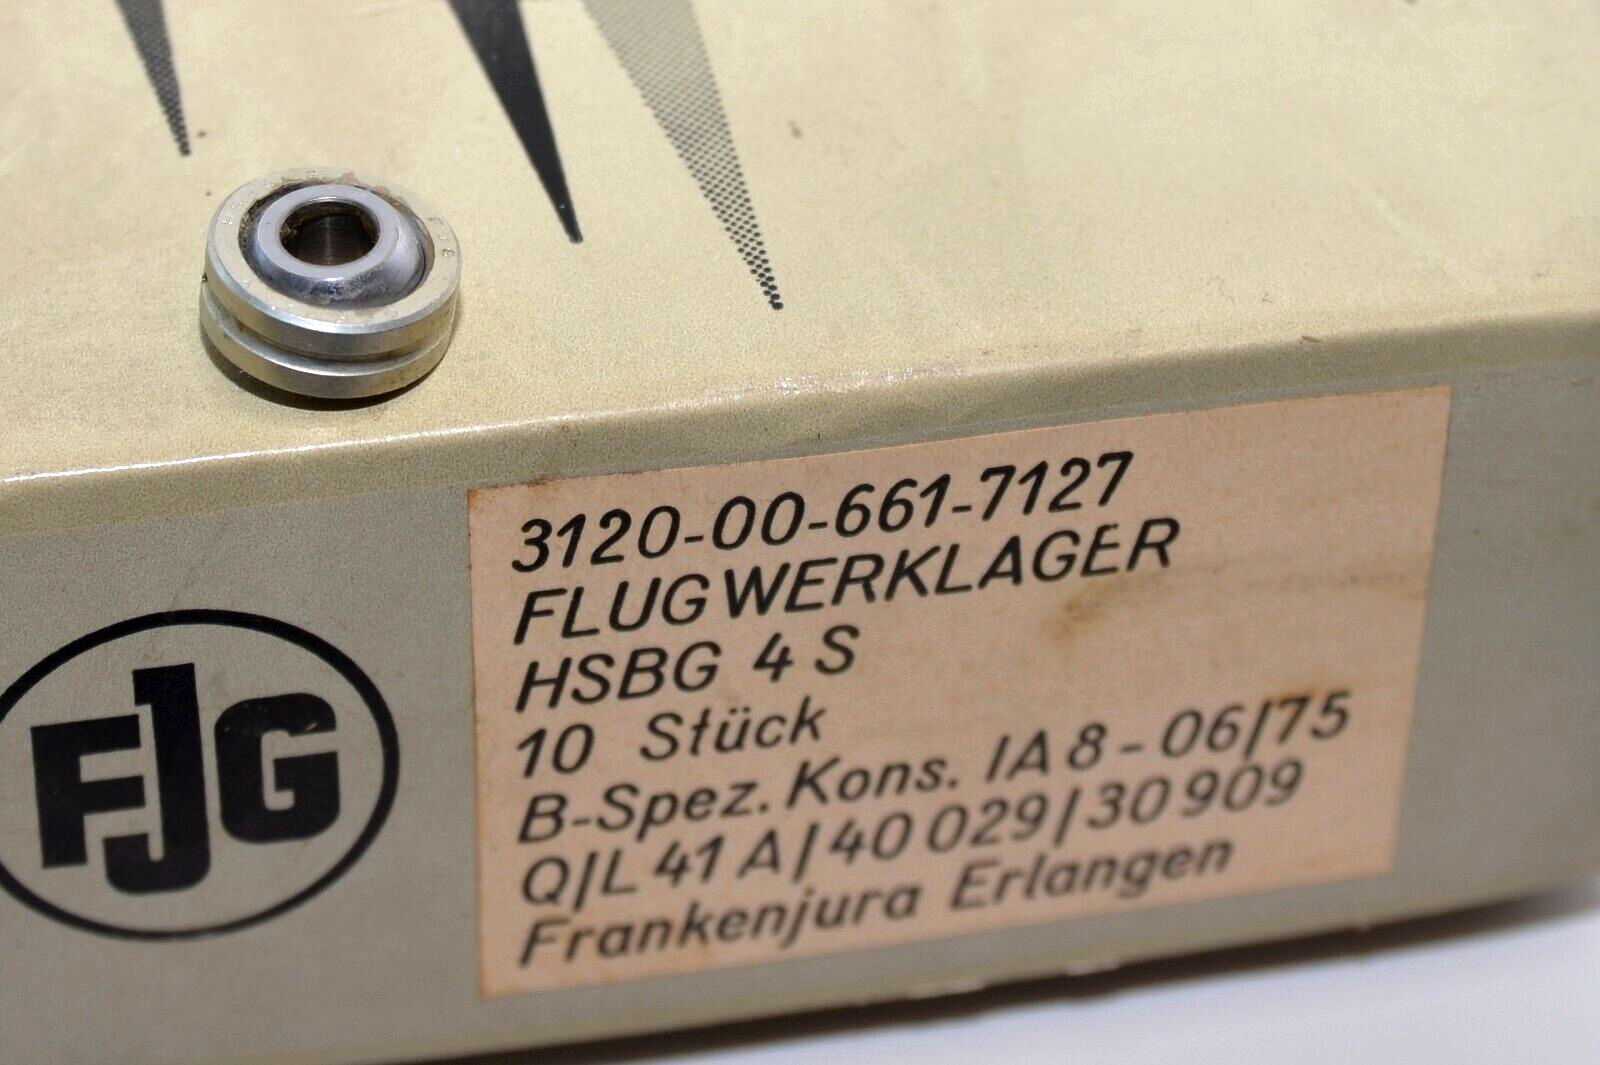 FJG
3120-00-661-7127
FLUGWERKLAGER
HSBG 4 S
10 Stück
B-Spez. Kons. IA 8 - 06/75
Q/L 41 A/40 029/30 909
Frankenjura Erlangen